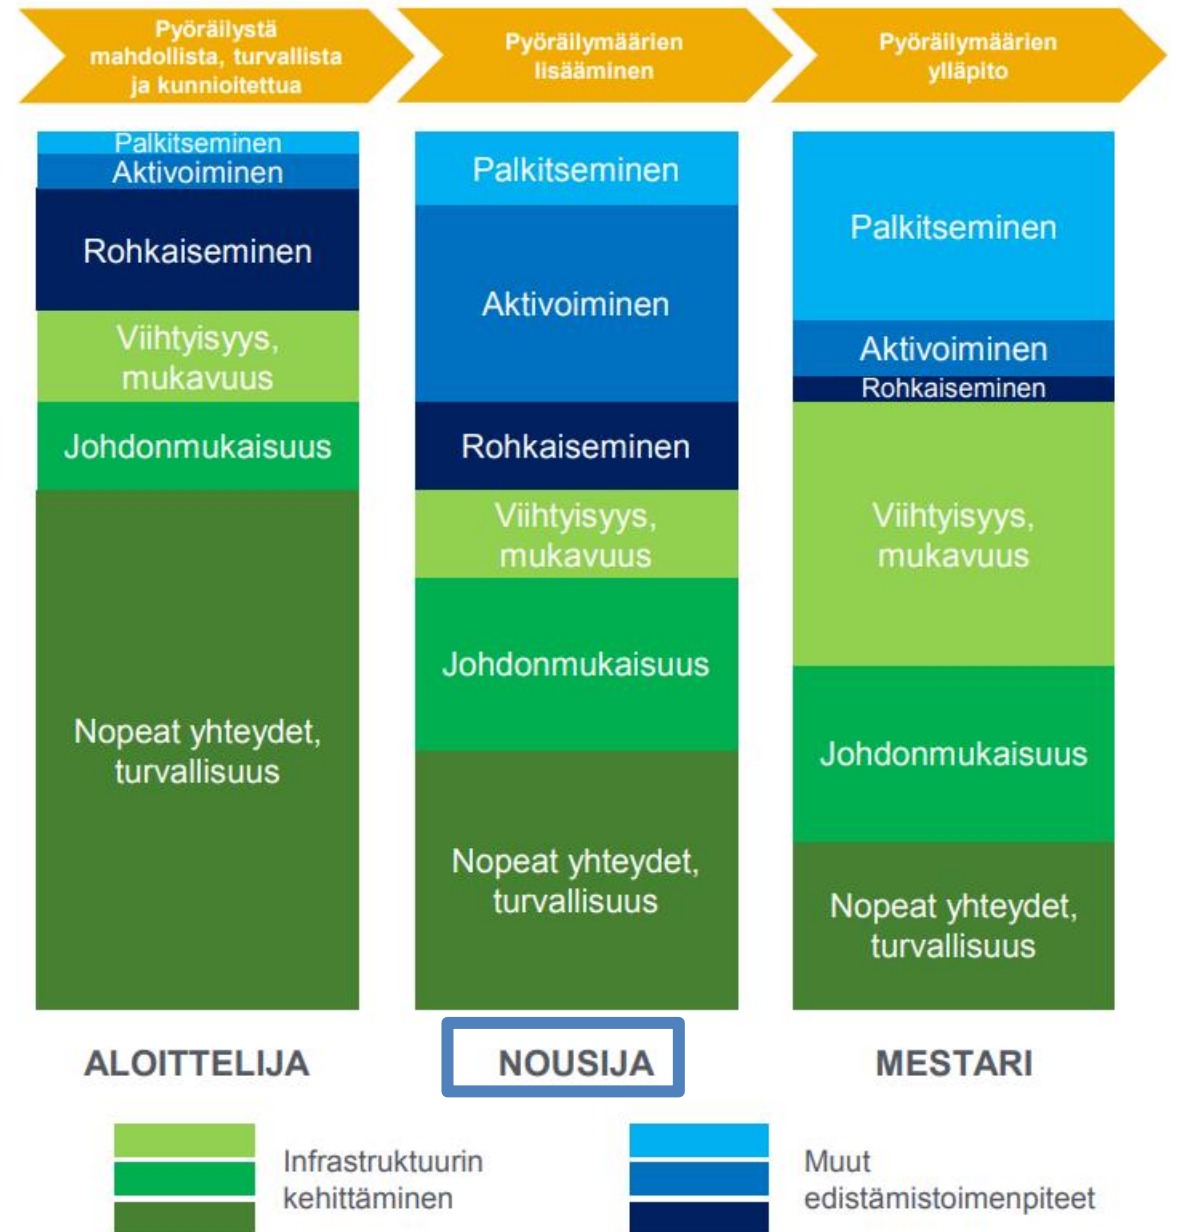 Pyöräilystä
mahdollista, turvallista
ja kunnioitettua
Pyöräilymäärien
lisääminen
Pyöräilymäärien
ylläpito
Palkitseminen
Aktivoiminen
Rohkaiseminen
Viihtyisyys,
mukavuus
Johdonmukaisuus
Nopeat yhteydet,
turvallisuus
Palkitseminen
Aktivoiminen
Rohkaiseminen
Viihtyisyys,
mukavuus
Johdonmukaisuus
Nopeat yhteydet,
turvallisuus
Palkitseminen
Aktivoiminen
Rohkaiseminen
Viihtyisyys,
mukavuus
Johdonmukaisuus
Nopeat yhteydet,
turvallisuus
ALOITTELIJA
NOUSIJA
MESTARI
Infrastruktuurin
kehittäminen
Muut
edistämistoimenpiteet